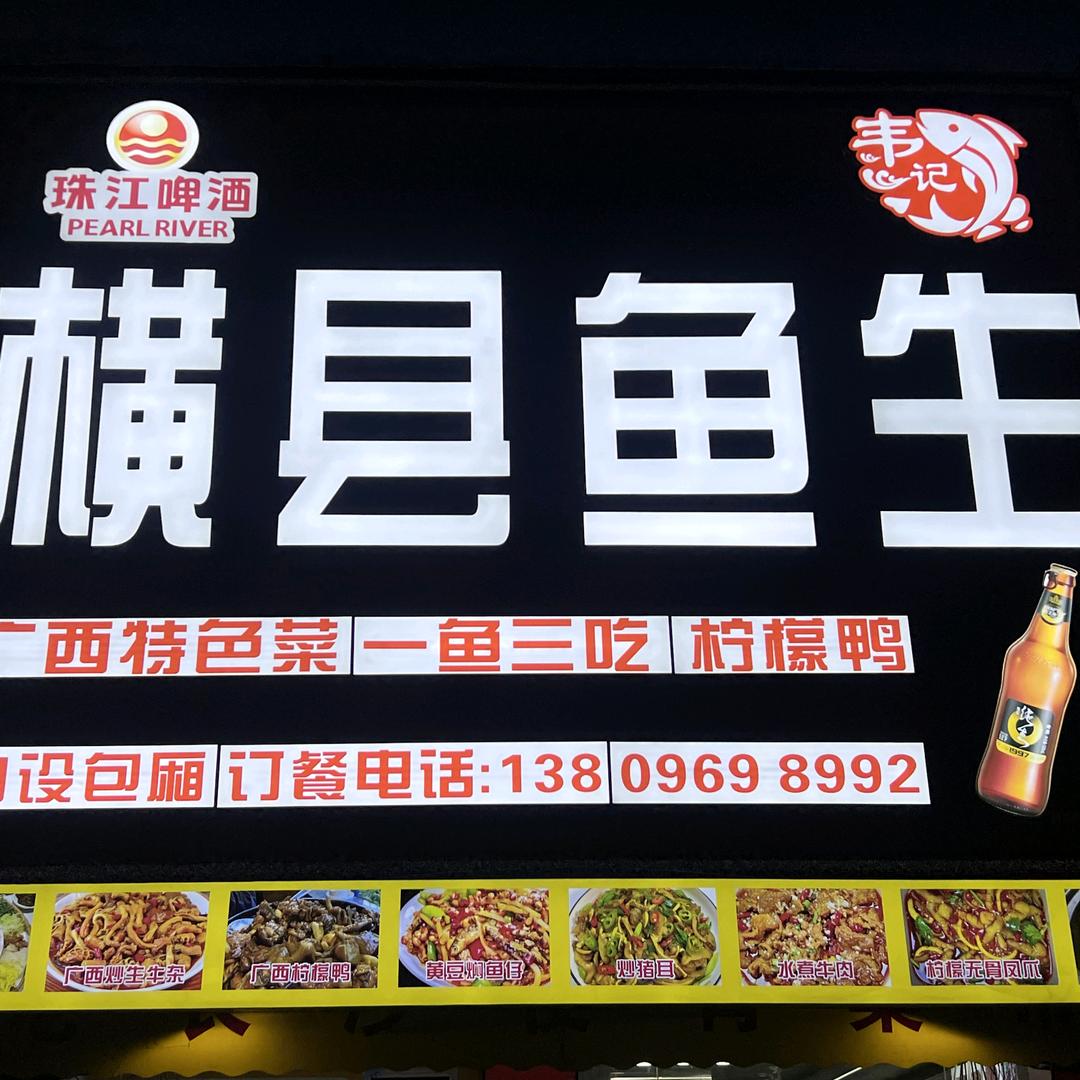 珠江啤酒
PEARL RIVER
韦记
横县鱼生
广西特色菜 一鱼三吃 柠檬鸭
设包厢 订餐电话:138 0969 8992
纯生
1997
广西炒生牛杂
广西柠檬鸭
黄豆焖鱼仔
炒猪耳
水煮牛肉
柠檬无骨凤爪